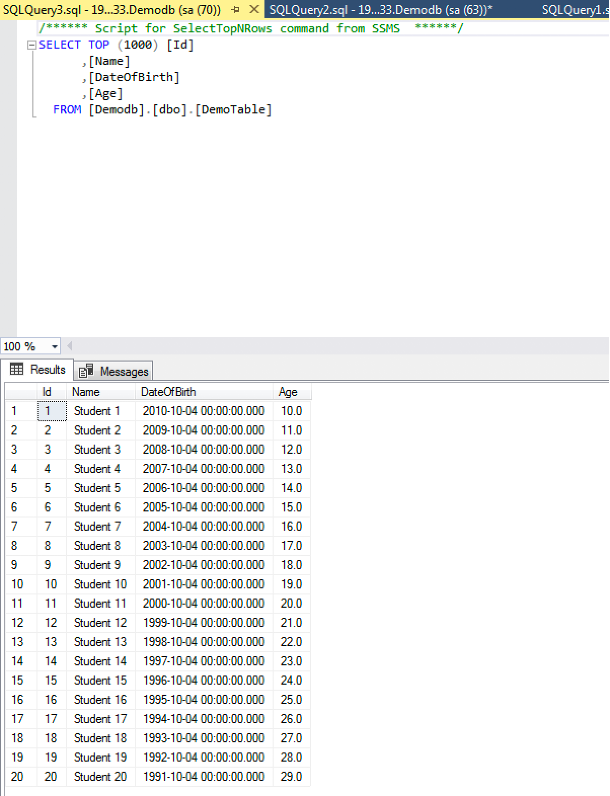 SQLQuery3.sql - 19...33.Demodb (sa (70)) SQLQuery2.sql - 19...33.Demodb (sa (63))* SQLQuery1.s
/****** Script for SelectTopNRows command from SSMS ******/
SELECT TOP (1000) [Id]
,[Name]
,[DateOfBirth]
,[Age]
FROM [Demodb].[dbo].[DemoTable]
100 %
Results Messages
Id Name DateOfBirth Age
1 1 Student 1 2010-10-04 00:00:00.000 10.0
2 2 Student 2 2009-10-04 00:00:00.000 11.0
3 3 Student 3 2008-10-04 00:00:00.000 12.0
4 4 Student 4 2007-10-04 00:00:00.000 13.0
5 5 Student 5 2006-10-04 00:00:00.000 14.0
6 6 Student 6 2005-10-04 00:00:00.000 15.0
7 7 Student 7 2004-10-04 00:00:00.000 16.0
8 8 Student 8 2003-10-04 00:00:00.000 17.0
9 9 Student 9 2002-10-04 00:00:00.000 18.0
10 10 Student 10 2001-10-04 00:00:00.000 19.0
11 11 Student 11 2000-10-04 00:00:00.000 20.0
12 12 Student 12 1999-10-04 00:00:00.000 21.0
13 13 Student 13 1998-10-04 00:00:00.000 22.0
14 14 Student 14 1997-10-04 00:00:00.000 23.0
15 15 Student 15 1996-10-04 00:00:00.000 24.0
16 16 Student 16 1995-10-04 00:00:00.000 25.0
17 17 Student 17 1994-10-04 00:00:00.000 26.0
18 18 Student 18 1993-10-04 00:00:00.000 27.0
19 19 Student 19 1992-10-04 00:00:00.000 28.0
20 20 Student 20 1991-10-04 00:00:00.000 29.0